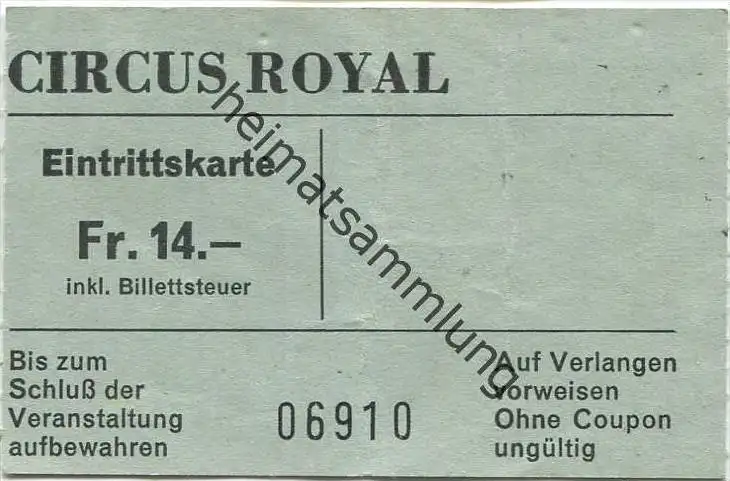 CIRCUS ROYAL
Eintrittskarte
Fr. 14.–
inkl. Billettsteuer
Bis zum
Schluß der
Veranstaltung
aufbewahren
06910
Auf Verlangen
vorweisen
Ohne Coupon
ungültig
heimatsammlung